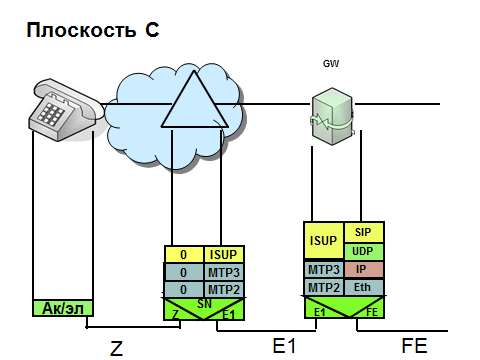 Плоскость С
GW
0 ISUP
0 MTP3
0 MTP2
SN
Z E1
ISUP SIP
UDP
MTP3 IP
MTP2 Eth
E1 FE
Ак/эл
Z E1 FE